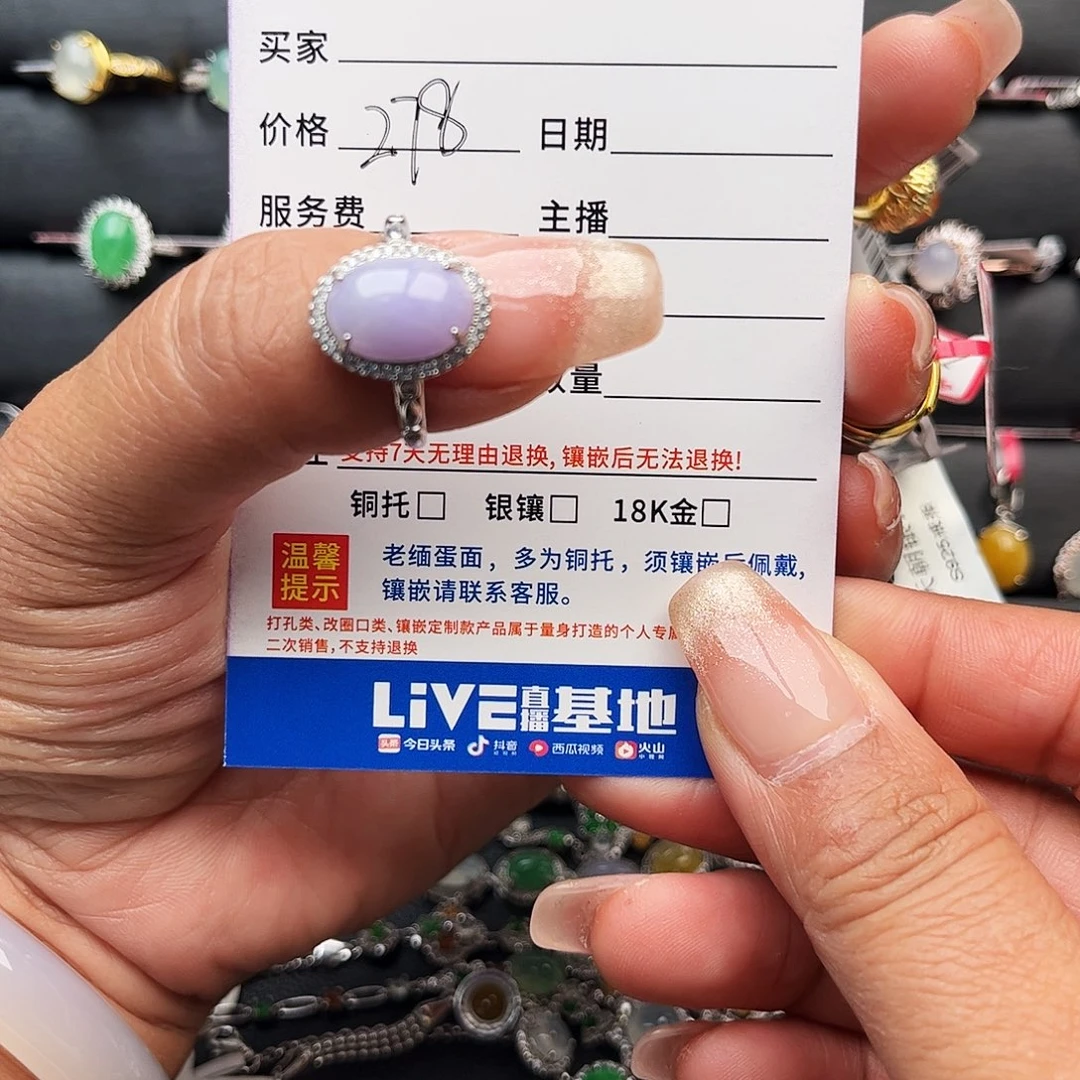 买家
价格 278 日期
服务费 主播
数量
支持7天无理由退换, 镶嵌后无法退换!
铜托□ 银镶□ 18K金□
温馨提示
老缅蛋面，多为铜托，须镶嵌后佩戴,
镶嵌请联系客服。
打孔类、改圈口类、镶嵌定制款产品属于量身打造的个人专属
二次销售,不支持退换
LiVE直播基地
头条 今日头条 抖音 西瓜视频 火山
S925